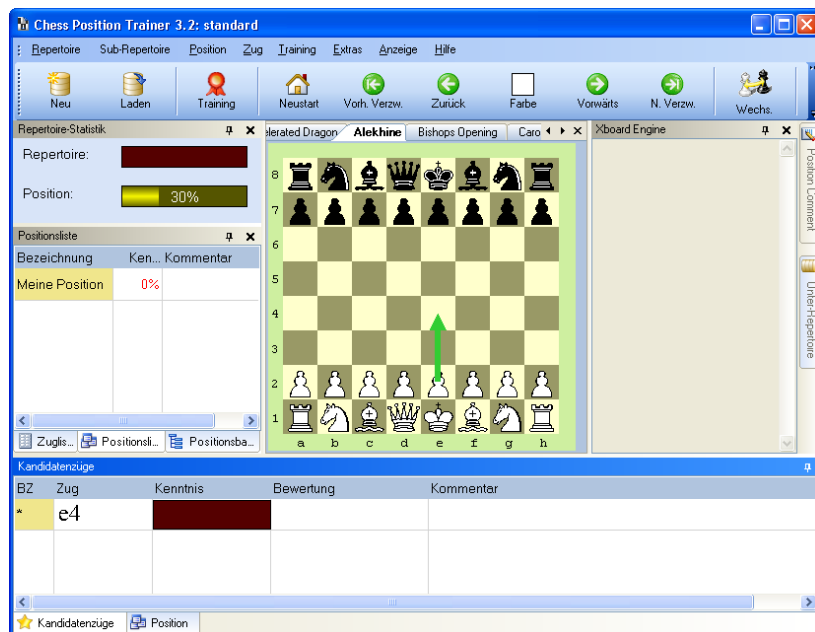 Chess Position Trainer 3.2: standard
Repertoire Sub-Repertoire Position Zug Training Extras Anzeige Hilfe
Neu Laden Training Neustart Vorh. Verzw. Zurück Farbe Vorwärts N. Verzw. Wechs.
Repertoire-Statistik
elerated Dragon Alekhine Bishops Opening Caro
Xboard Engine
Repertoire:
Position: 30%
Positionsliste
Bezeichnung Ken... Kommentar
Meine Position 0%
8
7
6
5
4
3
2
1
a b c d e f g h
Position Comment
Unter-Repertoire
Zuglis... Positionsli... Positionsba...
Kandidatenzüge
BZ Zug Kenntnis Bewertung Kommentar
* e4
Kandidatenzüge Position